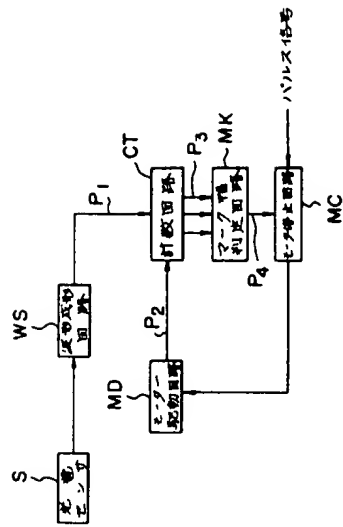 S
光電
センサ
WS
波形成形
回路
P1
CT
計数回路
P2
P3
MK
マーク幅
判定回路
P4
MD
モーター
駆動回路
MC
モータ停止回路
パルス信号